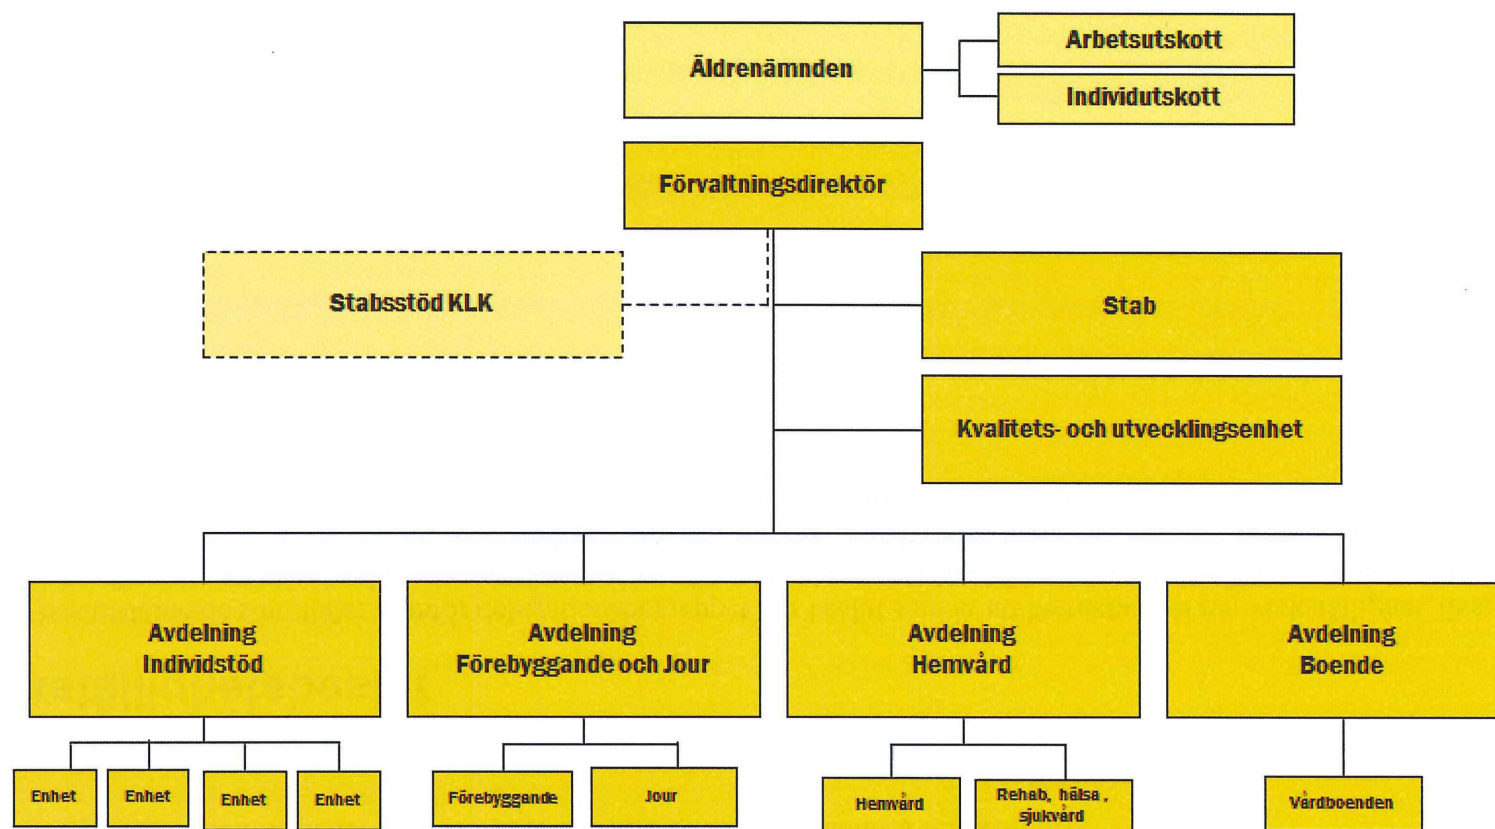 Äldrenämnden
Arbetsutskott
Individutskott
Förvaltningsdirektör
Stabsstöd KLK
Stab
Kvalitets- och utvecklingsenhet
Avdelning
Individstöd
Avdelning
Förebyggande och Jour
Avdelning
Hemvård
Avdelning
Boende
Enhet
Enhet
Enhet
Enhet
Förebyggande
Jour
Hemvård
Rehab, hälsa,
sjukvård
Vårdboenden